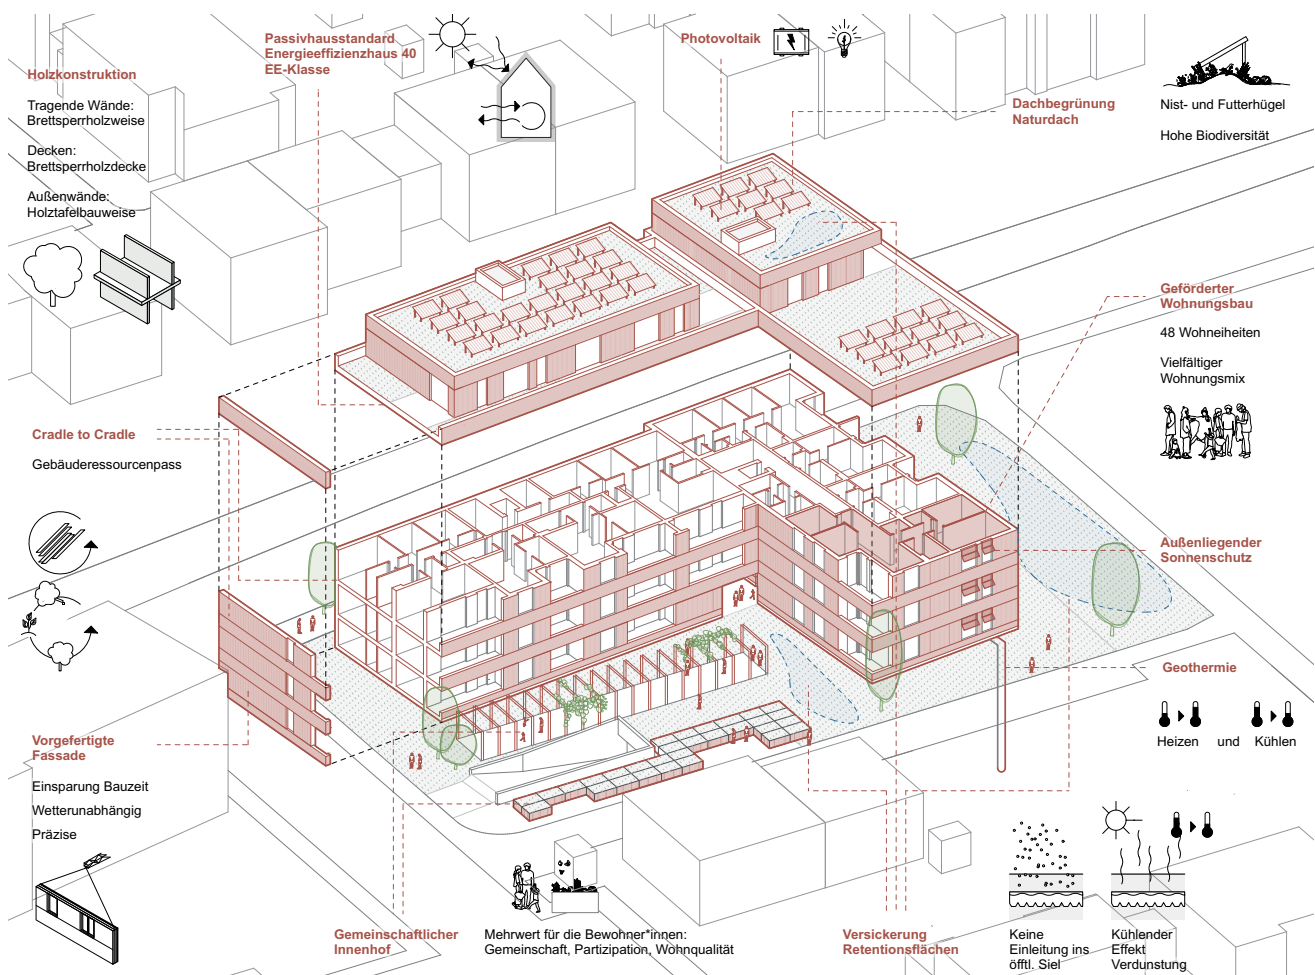 Holzkonstruktion
Tragende Wände:
Brettsperrholzweise
Decken:
Brettsperrholzdecke
Außenwände:
Holztafelbauweise
Passivhausstandard
Energieeffizienzhaus 40
EE-Klasse
Photovoltaik
Dachbegrünung
Naturdach
Nist- und Futterhügel
Hohe Biodiversität
Geförderter
Wohnungsbau
48 Wohneiheiten
Vielfältiger
Wohnungsmix
Cradle to Cradle
Gebäuderessourcenpass
Außenliegender
Sonnenschutz
Geothermie
Heizen und Kühlen
Vorgefertigte
Fassade
Einsparung Bauzeit
Wetterunabhängig
Präzise
Gemeinschaftlicher
Innenhof
Mehrwert für die Bewohner*innen:
Gemeinschaft, Partizipation, Wohnqualität
Versickerung
Retentionsflächen
Keine
Einleitung ins
öfftl. Siel
Kühlender
Effekt
Verdunstung